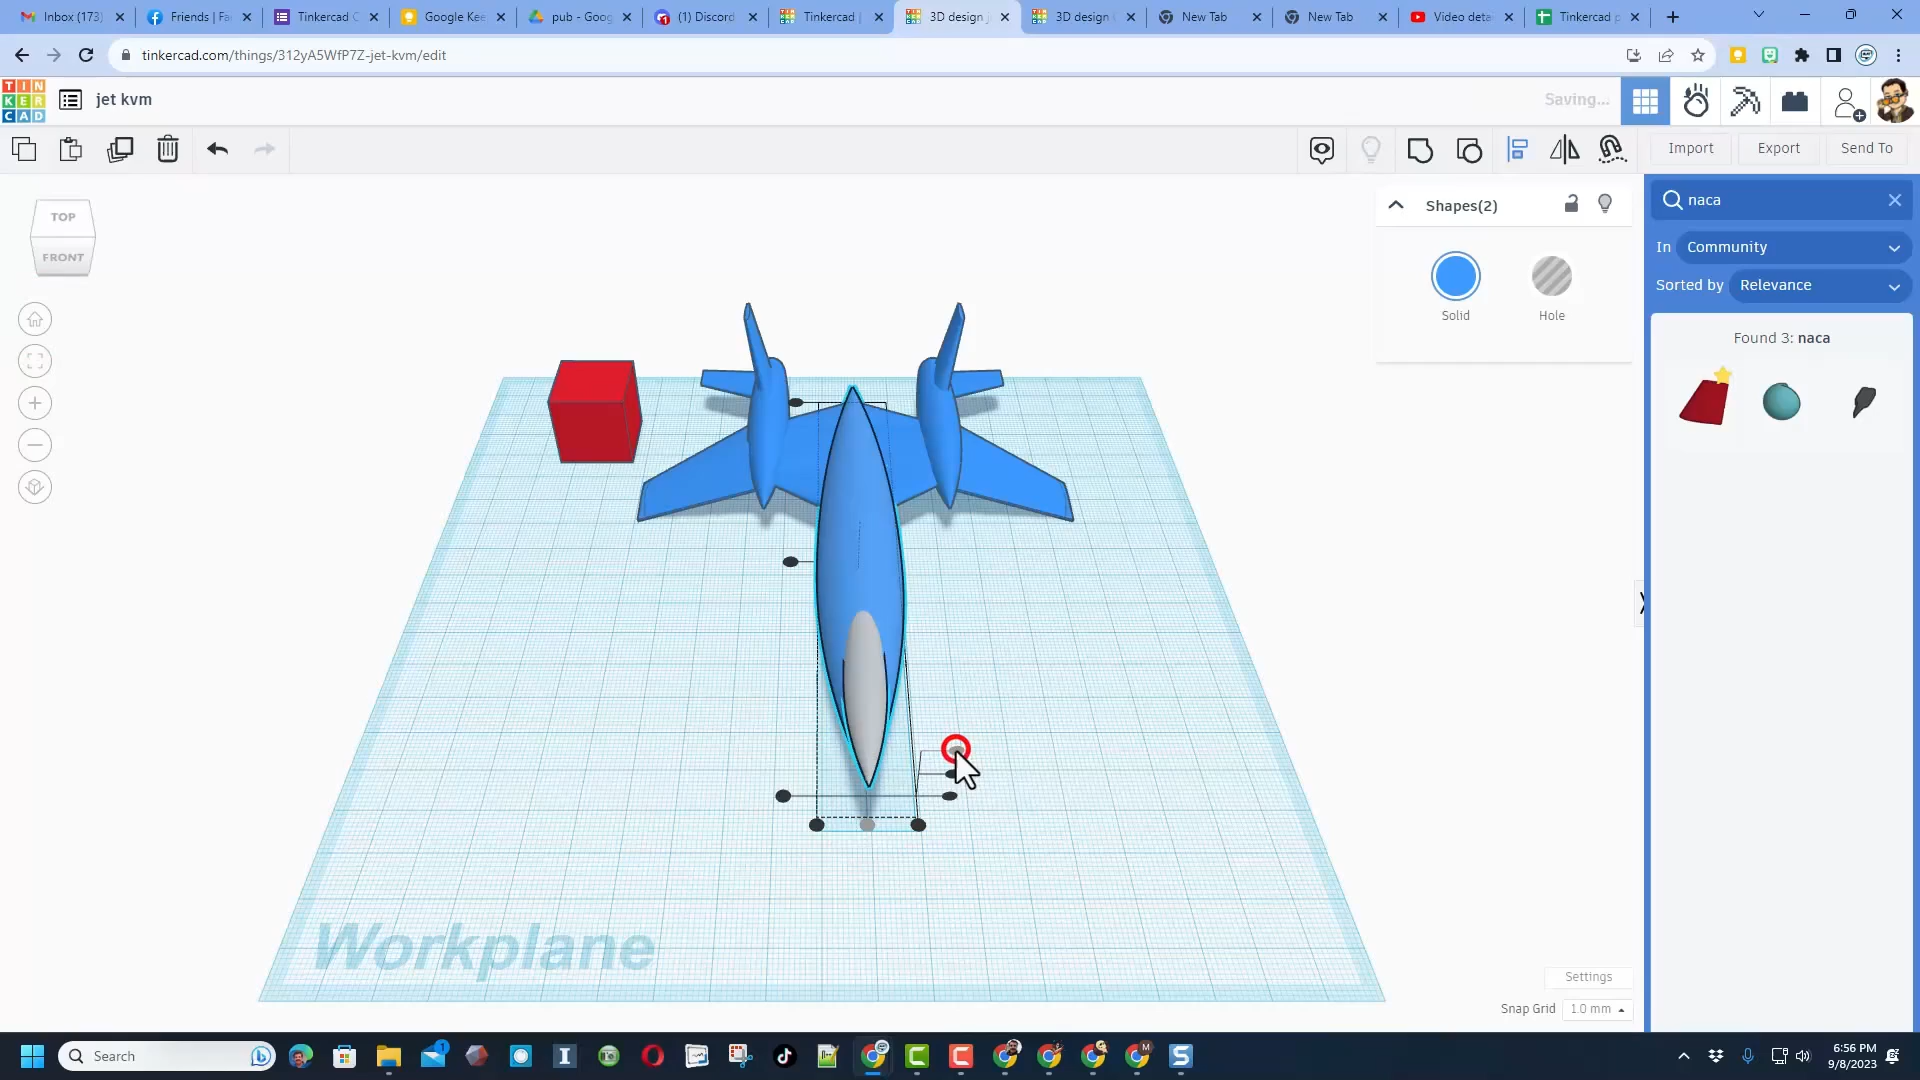 Inbox (173)
Friends | Fa
Tinkercad C
Google Kee
pub - Goog
(1) Discord
Tinkercad |
3D design j
3D design
New Tab
New Tab
Video deta
Tinkercad p
tinkercad.com/things/312yA5WfP7Z-jet-kvm/edit
TIN
KER
CAD
jet kvm
Saving...
Import
Export
Send To
TOP
FRONT
Shapes(2)
Solid
Hole
naca
In
Community
Sorted by
Relevance
Found 3: naca
Workplane
Settings
Snap Grid
1.0 mm
Search
6:56 PM
9/8/2023